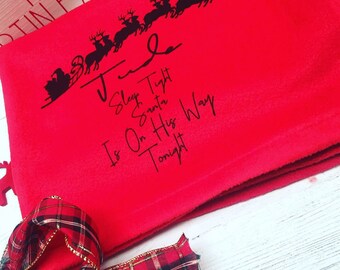 Jude
Sleep Tight
Santa
Is On His Way
Tonight